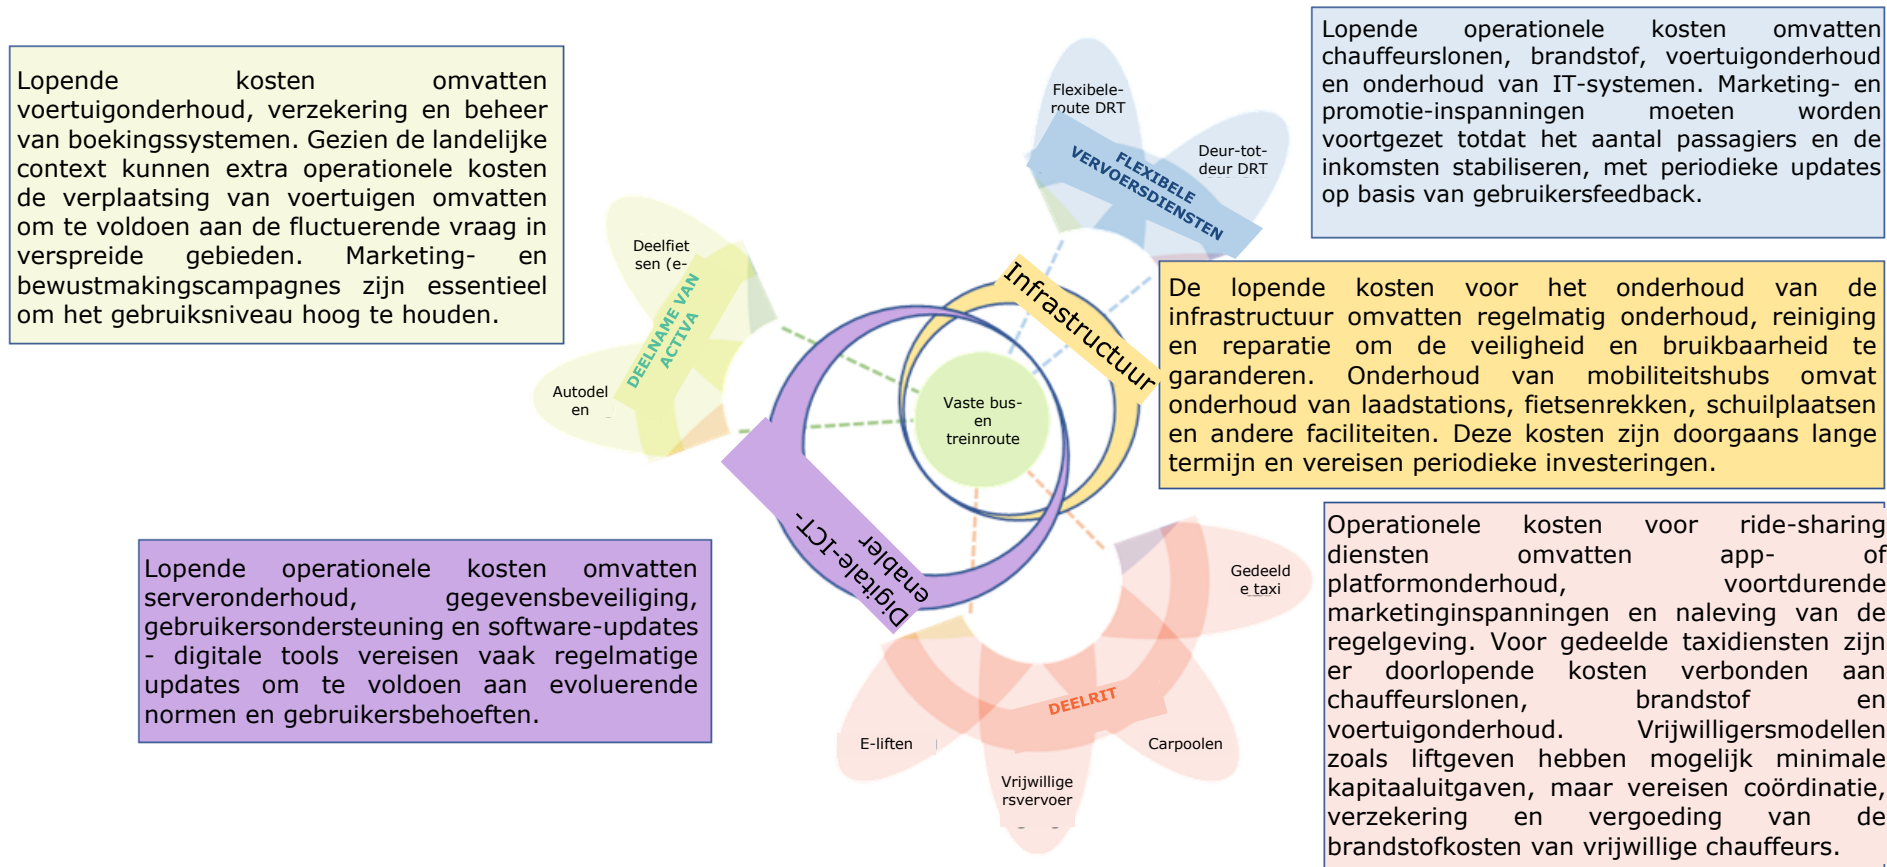 Lopende kosten omvatten
voertuigonderhoud, verzekering en beheer
van boekingssystemen. Gezien de landelijke
context kunnen extra operationele kosten
de verplaatsing van voertuigen omvatten
om te voldoen aan de fluctuerende vraag in
verspreide gebieden. Marketing- en
bewustmakingscampagnes zijn essentieel
om het gebruiksniveau hoog te houden.
Lopende operationele kosten omvatten
chauffeurslonen, brandstof, voertuigonderhoud
en onderhoud van IT-systemen. Marketing- en
promotie-inspanningen moeten worden
voortgezet totdat het aantal passagiers en de
inkomsten stabiliseren, met periodieke updates
op basis van gebruikersfeedback.
Flexibele-
route DRT
Deur-tot-
deur DRT
FLEXIBELE
VERVOERSDIENSTEN
Deelfiet
sen (e-
DEELNAME VAN
ACTIVA
Autodel
en
Infrastructuur
Vaste bus-
en
treinroute
De lopende kosten voor het onderhoud van de
infrastructuur omvatten regelmatig onderhoud, reiniging
en reparatie om de veiligheid en bruikbaarheid te
garanderen. Onderhoud van mobiliteitshubs omvat
onderhoud van laadstations, fietsenrekken, schuilplaatsen
en andere faciliteiten. Deze kosten zijn doorgaans lange
termijn en vereisen periodieke investeringen.
Digitale-ICT-
enabler
Lopende operationele kosten omvatten
serveronderhoud, gegevensbeveiliging,
gebruikersondersteuning en software-updates
- digitale tools vereisen vaak regelmatige
updates om te voldoen aan evoluerende
normen en gebruikersbehoeften.
Gedeeld
e taxi
DEELRIT
E-liften
Vrijwillige
rsvervoer
Carpoolen
Operationele kosten voor ride-sharing
diensten omvatten app- of
platformonderhoud, voortdurende
marketinginspanningen en naleving van de
regelgeving. Voor gedeelde taxidiensten zijn
er doorlopende kosten verbonden aan
chauffeurslonen, brandstof en
voertuigonderhoud. Vrijwilligersmodellen
zoals liftgeven hebben mogelijk minimale
kapitaaluitgaven, maar vereisen coördinatie,
verzekering en vergoeding van de
brandstofkosten van vrijwillige chauffeurs.